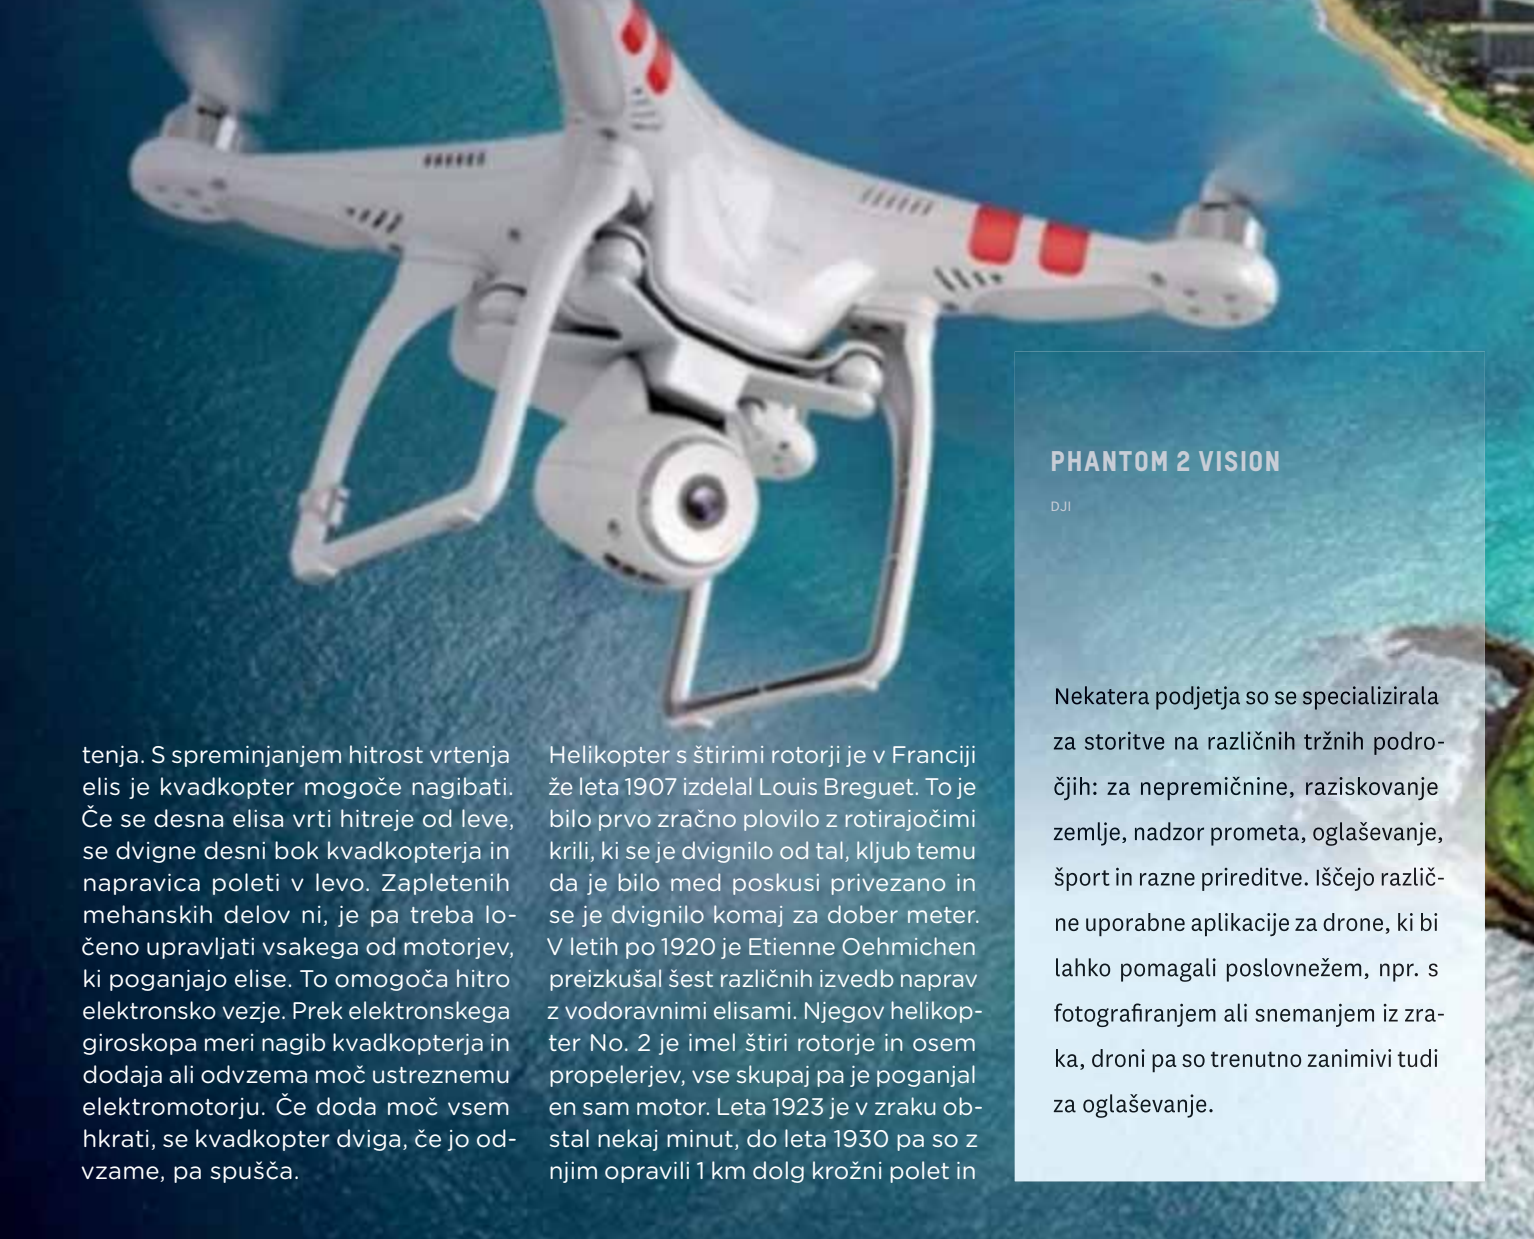 tenja. S spreminjanjem hitrost vrtenja
elis je kvadkopter mogoče nagibati.
Če se desna elisa vrti hitreje od leve,
se dvigne desni bok kvadkopterja in
napravica poleti v levo. Zapletenih
mehanskih delov ni, je pa treba lo-
čeno upravljati vsakega od motorjev,
ki poganjajo elise. To omogoča hitro
elektronsko vezje. Prek elektronskega
giroskopa meri nagib kvadkopterja in
dodaja ali odvzema moč ustreznemu
elektromotorju. Če doda moč vsem
hkrati, se kvadkopter dviga, če jo od-
vzame, pa spušča.
Helikopter s štirimi rotorji je v Franciji
že leta 1907 izdelal Louis Breguet. To je
bilo prvo zračno plovilo z rotirajočimi
krili, ki se je dvignilo od tal, kljub temu
da je bilo med poskusi privezano in
se je dvignilo komaj za dober meter.
V letih po 1920 je Etienne Oehmichen
preizkušal šest različnih izvedb naprav
z vodoravnimi elisami. Njegov helikop-
ter No. 2 je imel štiri rotorje in osem
propelerjev, vse skupaj pa je poganjal
en sam motor. Leta 1923 je v zraku ob-
stal nekaj minut, do leta 1930 pa so z
njim opravili 1 km dolg krožni polet in
PHANTOM 2 VISION
DJI
Nekatera podjetja so se specializirala
za storitve na različnih tržnih podro-
čjih: za nepremičnine, raziskovanje
zemlje, nadzor prometa, oglaševanje,
šport in razne prireditve. Iščejo različ-
ne uporabne aplikacije za drone, ki bi
lahko pomagali poslovnežem, npr. s
fotografiranjem ali snemanjem iz zra-
ka, droni pa so trenutno zanimivi tudi
za oglaševanje.